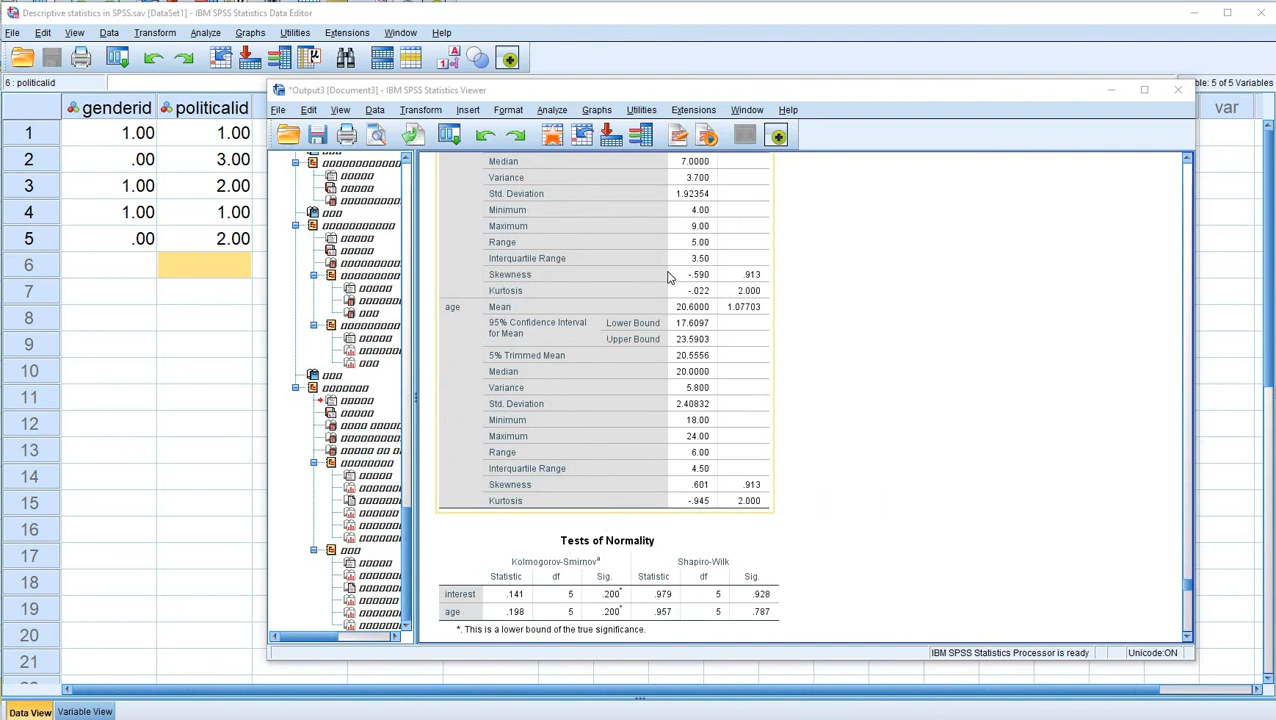 Descriptive statistics in SPSS.sav [DataSet1] - IBM SPSS Statistics Data Editor
File Edit View Data Transform Analyze Graphs Utilities Extensions Window Help
6 : politicalid
ble: 5 of 5 Variables
genderid politicalid var
1 1.00 1.00
2 .00 3.00
3 1.00 2.00
4 1.00 1.00
5 .00 2.00
6
7
8
9
10
11
12
13
14
15
16
17
18
19
20
21
Data View Variable View
*Output3 [Document3] - IBM SPSS Statistics Viewer
File Edit View Data Transform Insert Format Analyze Graphs Utilities Extensions Window Help
Median 7.0000
Variance 3.700
Std. Deviation 1.92354
Minimum 4.00
Maximum 9.00
Range 5.00
Interquartile Range 3.50
Skewness -.590 .913
Kurtosis -.022 2.000
age Mean 20.6000 1.07703
95% Confidence Interval Lower Bound 17.6097
for Mean
Upper Bound 23.5903
5% Trimmed Mean 20.5556
Median 20.0000
Variance 5.800
Std. Deviation 2.40832
Minimum 18.00
Maximum 24.00
Range 6.00
Interquartile Range 4.50
Skewness .601 .913
Kurtosis -.945 2.000
Tests of Normality
Kolmogorov-Smirnov a Shapiro-Wilk
Statistic df Sig. Statistic df Sig.
interest .141 5 .200* .979 5 .928
age .198 5 .200* .957 5 .787
*. This is a lower bound of the true significance.
IBM SPSS Statistics Processor is ready Unicode:ON